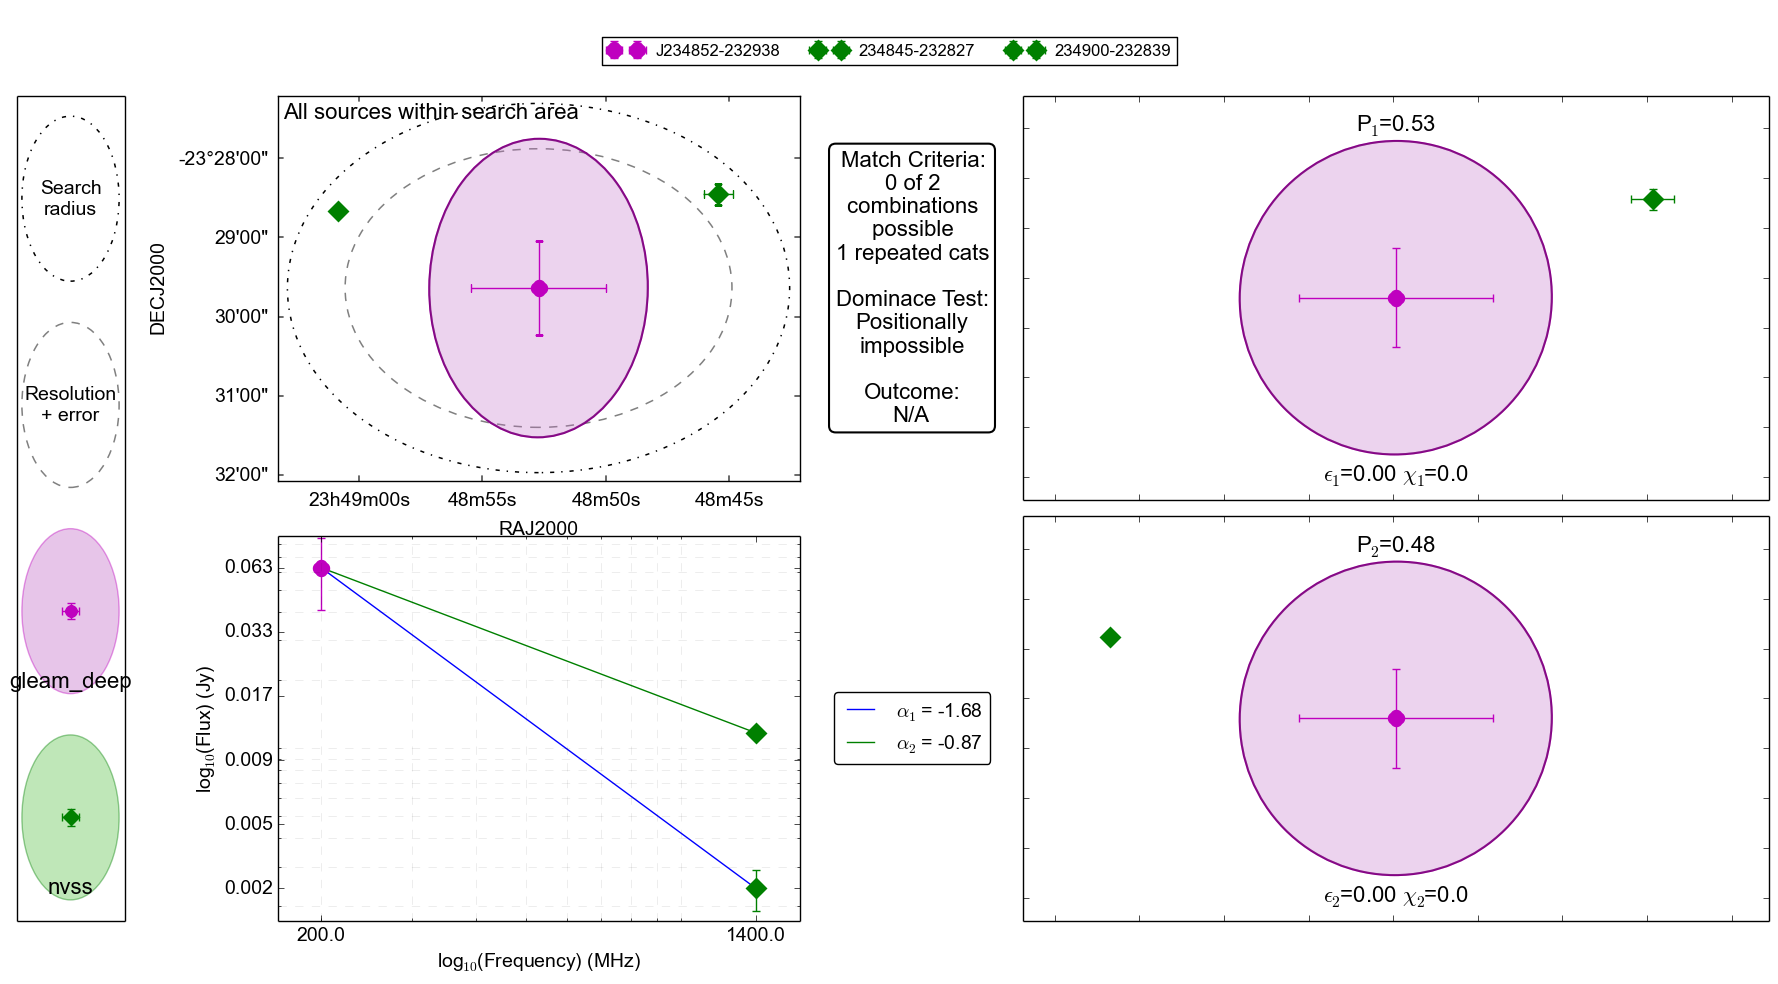 J234852-232938
234845-232827
234900-232839
Search
radius
Resolution
+ error
gleam_deep
nvss
All sources within search area
DECJ2000
-23°28'00"
29'00"
30'00"
31'00"
32'00"
23h49m00s
48m55s
48m50s
48m45s
RAJ2000
Match Criteria:
0 of 2
combinations
possible
1 repeated cats
Dominace Test:
Positionally
impossible
Outcome:
N/A
P₁=0.53
ϵ₁=0.00 χ₁=0.0
log₁₀(Flux) (Jy)
0.063
0.033
0.017
0.009
0.005
0.002
200.0
1400.0
log₁₀(Frequency) (MHz)
α₁ = -1.68
α₂ = -0.87
P₂=0.48
ϵ₂=0.00 χ₂=0.0